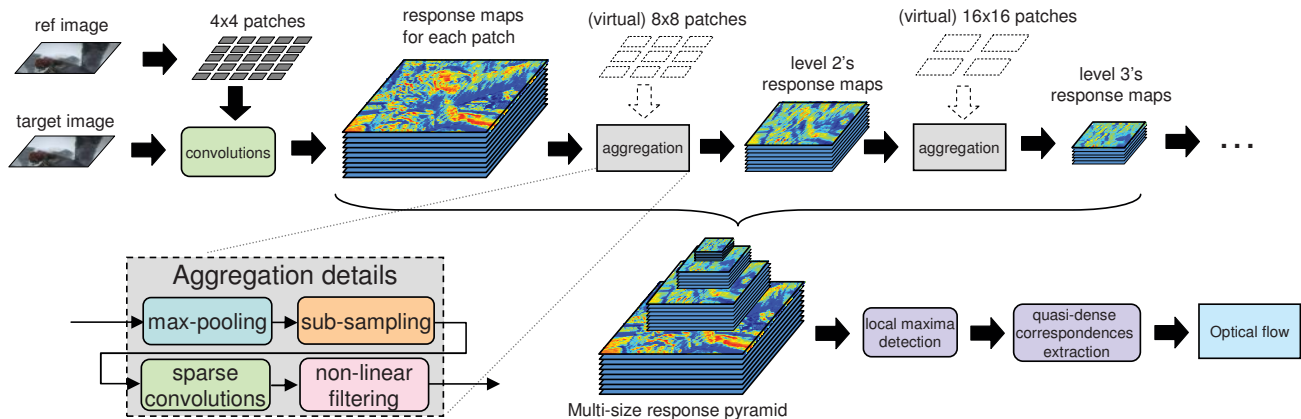 ref image
4x4 patches
response maps
for each patch
(virtual) 8x8 patches
(virtual) 16x16 patches
level 2's
response maps
level 3's
response maps
target image
convolutions
aggregation
aggregation
...
Aggregation details
max-pooling
sub-sampling
sparse
convolutions
non-linear
filtering
Multi-size response pyramid
local maxima
detection
quasi-dense
correspondences
extraction
Optical flow